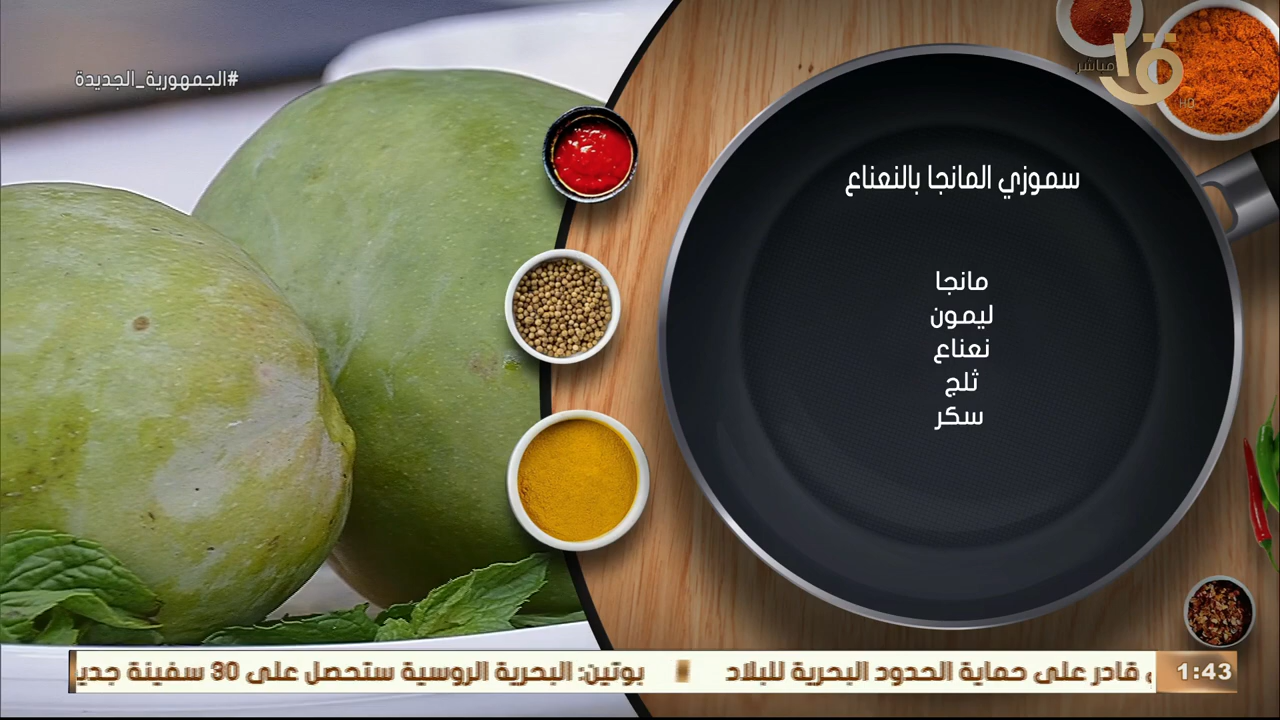 #الجمهورية_الجديدة
مباشر
HD
سموزي المانجا بالنعناع
مانجا
ليمون
نعناع
ثلج
سكر
1:43
قادر على حماية الحدود البحرية للبلاد
بوتين: البحرية الروسية ستحصل على 30 سفينة